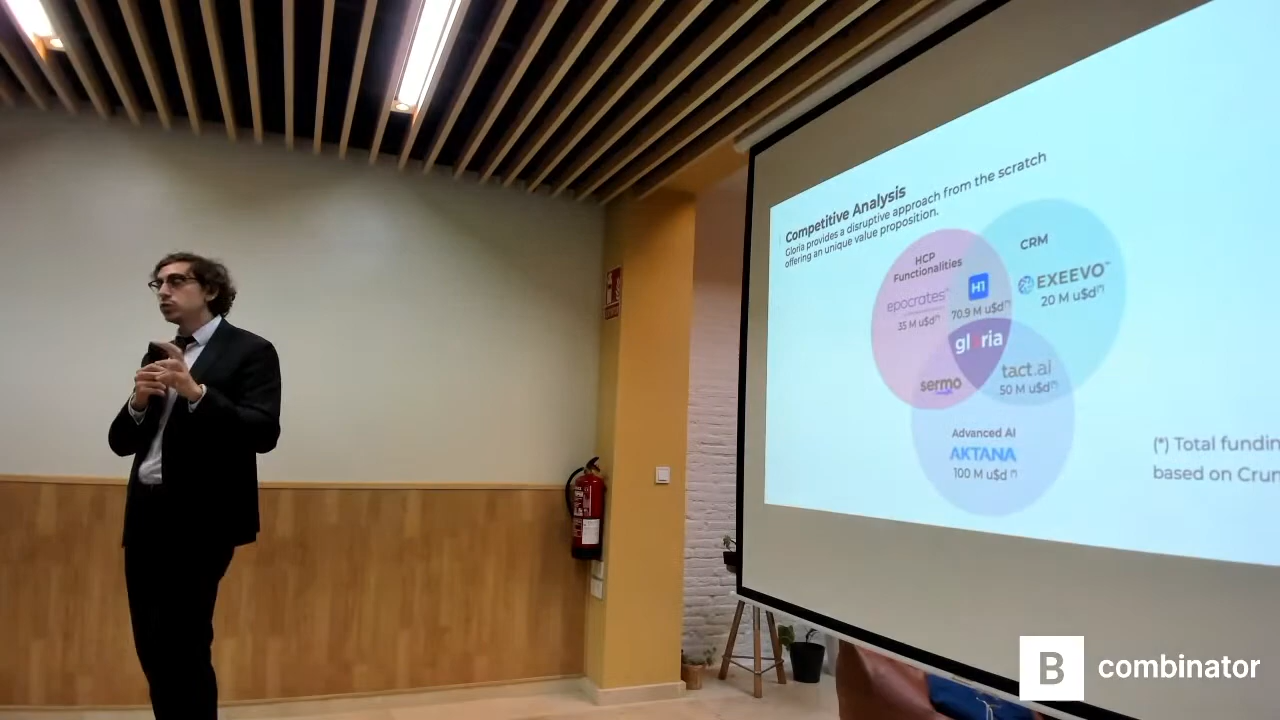 Competitive Analysis
Gloria provides a disruptive approach from the scratch
offering an unique value proposition.
HCP
Functionalities
epocrates
35 M u$d(*)
H1
70.9 M u$d(*)
CRM
EXEEVO™
20 M u$d(*)
gloria
sermo
tact.ai
50 M u$d(*)
Advanced AI
AKTANA
100 M u$d (*)
(*) Total fundin
based on Crun
B combinator